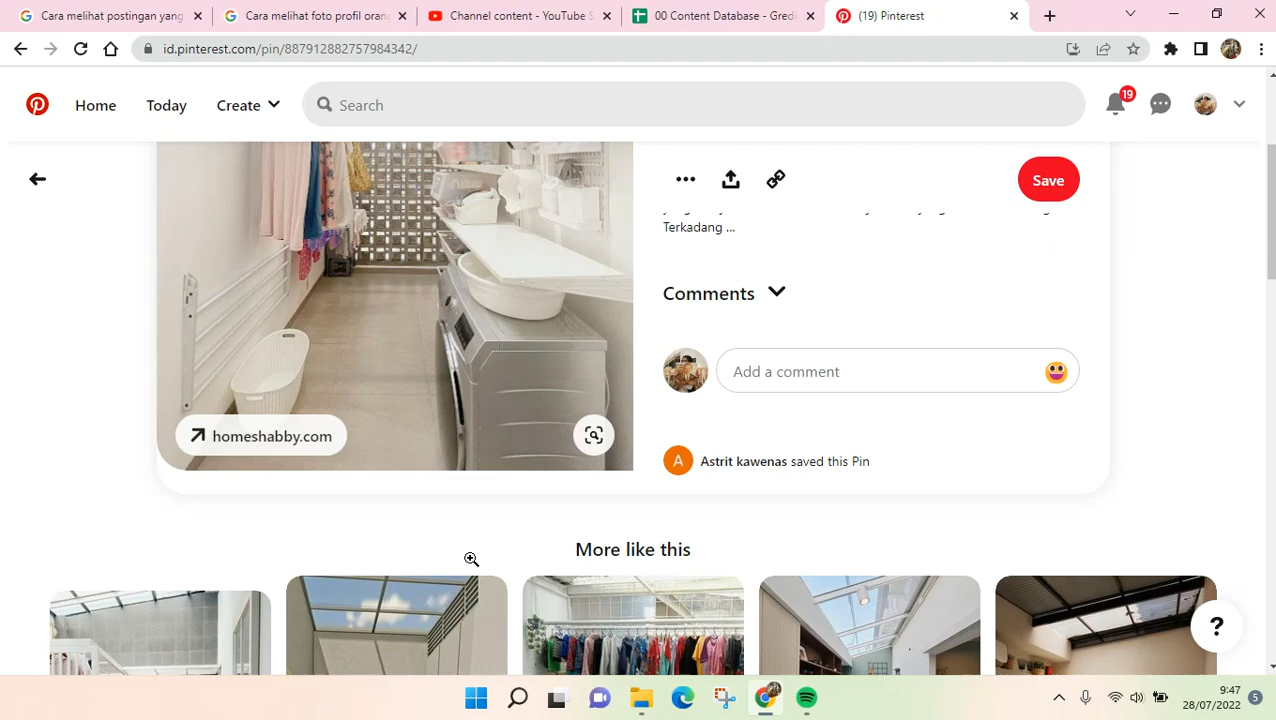 Cara melihat postingan yang
Cara melihat foto profil oran
Channel content - YouTube S
00 Content Database - Gredi
(19) Pinterest
id.pinterest.com/pin/887912882757984342/
Home
Today
Create
Search
19
Save
Terkadang ...
Comments
Add a comment
homeshabby.com
A
Astrit kawenas saved this Pin
More like this
?
9:47
28/07/2022
5